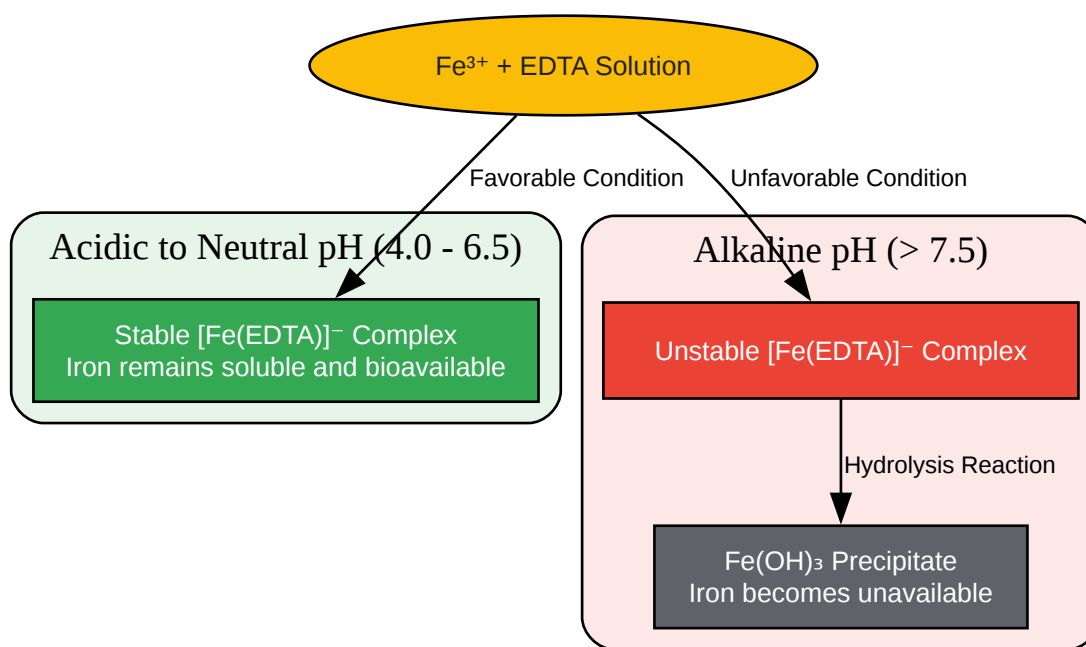 Fe³⁺ + EDTA Solution
Favorable Condition
Unfavorable Condition
Acidic to Neutral pH (4.0 - 6.5)
Stable [Fe(EDTA)]⁻ Complex
Iron remains soluble and bioavailable
Alkaline pH (> 7.5)
Unstable [Fe(EDTA)]⁻ Complex
Hydrolysis Reaction
Fe(OH)₃ Precipitate
Iron becomes unavailable